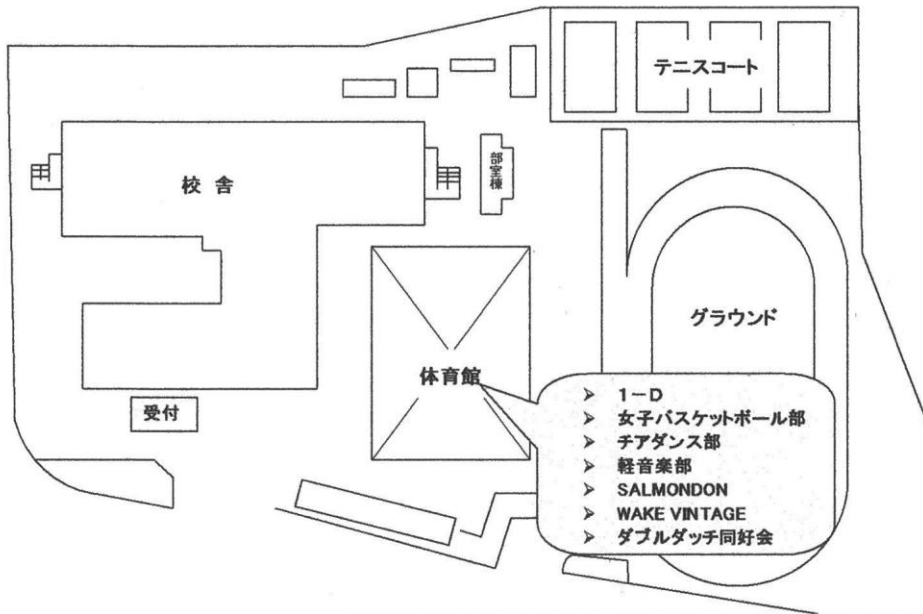 テニスコート
校舎
部室棟
グラウンド
体育館
受付
➢ 1-D
➢ 女子バスケットボール部
➢ チアダンス部
➢ 軽音楽部
➢ SALMONDON
➢ WAKE VINTAGE
➢ ダブルダッチ同好会